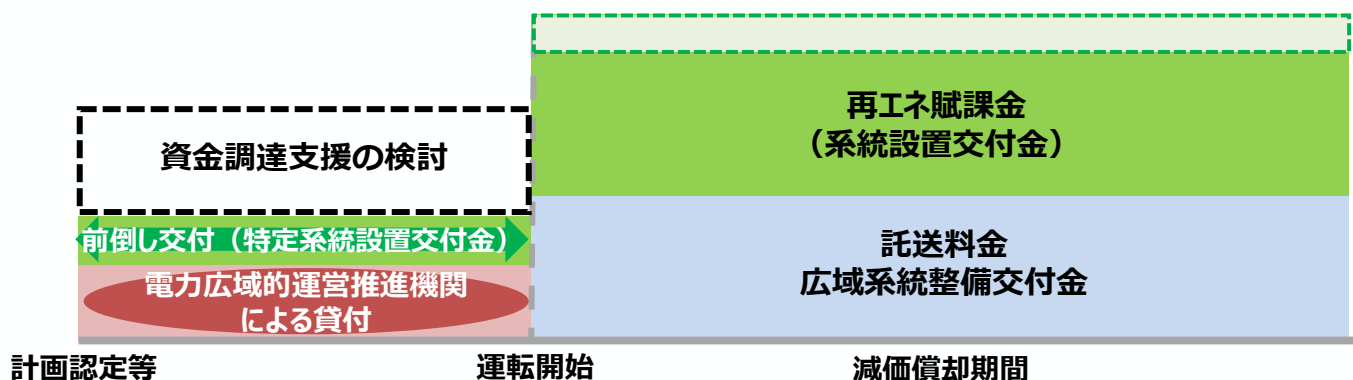 再エネ賦課金
（系統設置交付金）
資金調達支援の検討
前倒し交付（特定系統設置交付金）
託送料金
広域系統整備交付金
電力広域的運営推進機関
による貸付
計画認定等
運転開始
減価償却期間